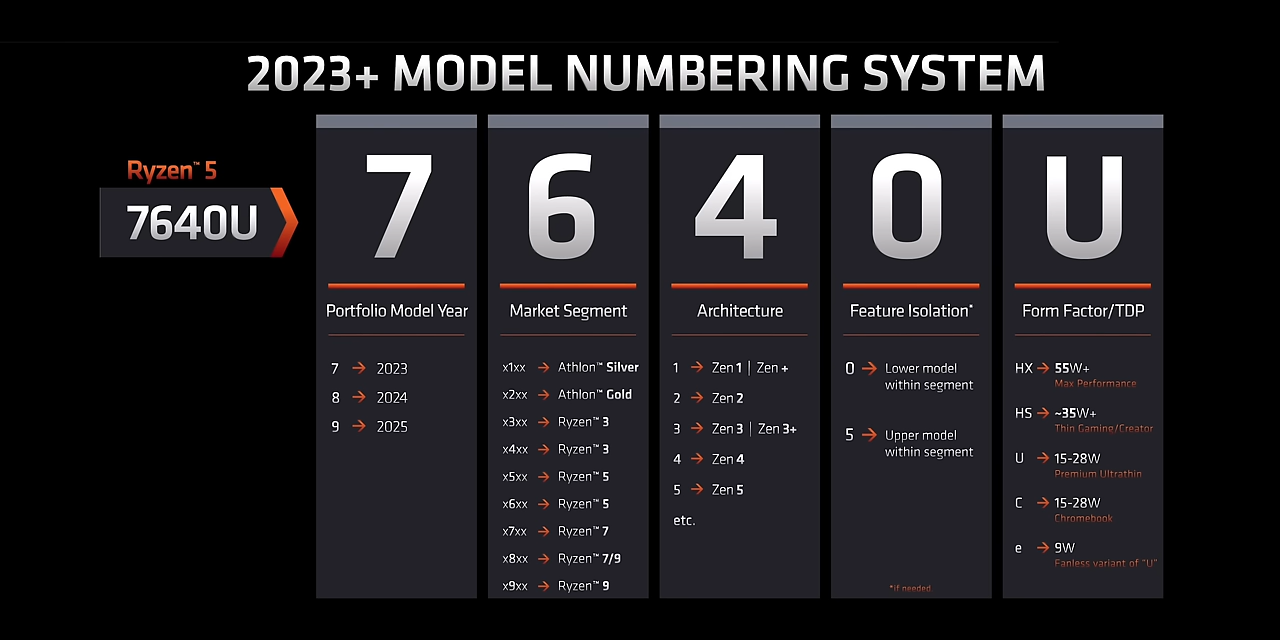 2023+ MODEL NUMBERING SYSTEM
Ryzen™ 5
7640U
7
Portfolio Model Year
7 → 2023
8 → 2024
9 → 2025
6
Market Segment
x1xx → Athlon™ Silver
x2xx → Athlon™ Gold
x3xx → Ryzen™ 3
x4xx → Ryzen™ 3
x5xx → Ryzen™ 5
x6xx → Ryzen™ 5
x7xx → Ryzen™ 7
x8xx → Ryzen™ 7/9
x9xx → Ryzen™ 9
4
Architecture
1 → Zen 1 | Zen +
2 → Zen 2
3 → Zen 3 | Zen 3+
4 → Zen 4
5 → Zen 5
etc.
0
Feature Isolation*
0 → Lower model
within segment
5 → Upper model
within segment
*if needed
U
Form Factor/TDP
HX → 55W+
Max Performance
HS → ~35W+
Thin Gaming/Creator
U → 15-28W
Premium Ultrathin
C → 15-28W
Chromebook
e → 9W
Fanless variant of "U"